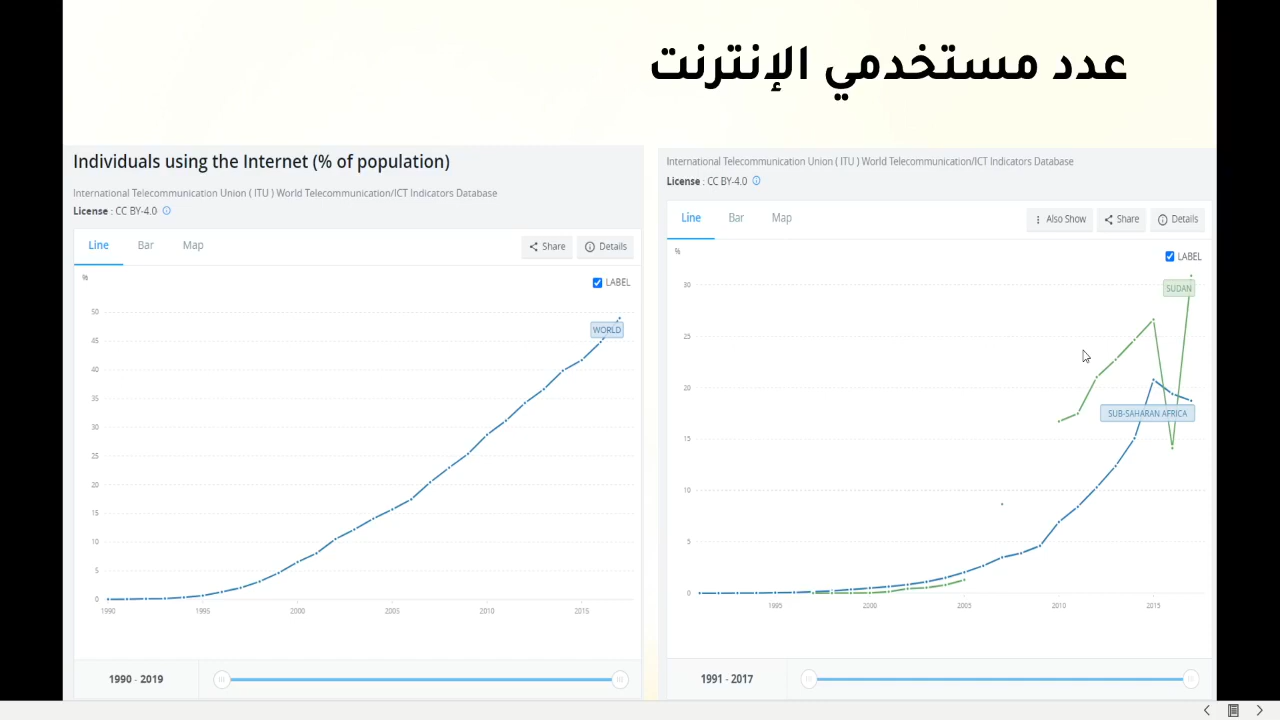 عدد مستخدمي الإنترنت
Individuals using the Internet (% of population)
International Telecommunication Union ( ITU ) World Telecommunication/ICT Indicators Database
License : CC BY-4.0
Line Bar Map Share Details
%
LABEL
50
45
40
35
30
25
20
15
10
5
0
WORLD
1990 1995 2000 2005 2010 2015
1990 - 2019
International Telecommunication Union ( ITU ) World Telecommunication/ICT Indicators Database
License : CC BY-4.0
Line Bar Map Also Show Share Details
%
LABEL
30
25
20
15
10
5
0
SUDAN
SUB-SAHARAN AFRICA
1995 2000 2005 2010 2015
1991 - 2017